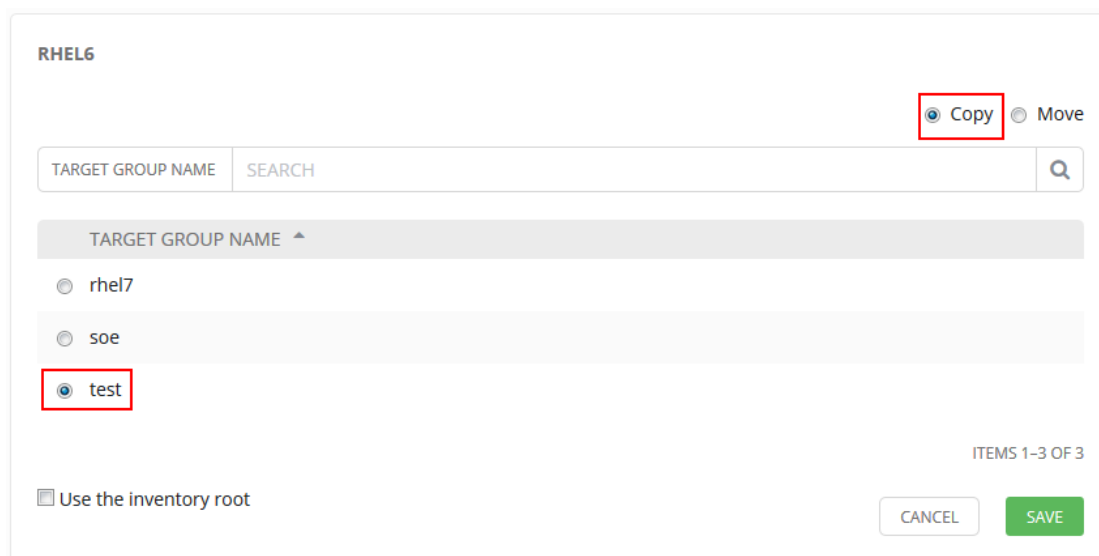 RHEL6
Copy Move
TARGET GROUP NAME SEARCH
TARGET GROUP NAME
rhel7
soe
test
ITEMS 1–3 OF 3
Use the inventory root
CANCEL SAVE